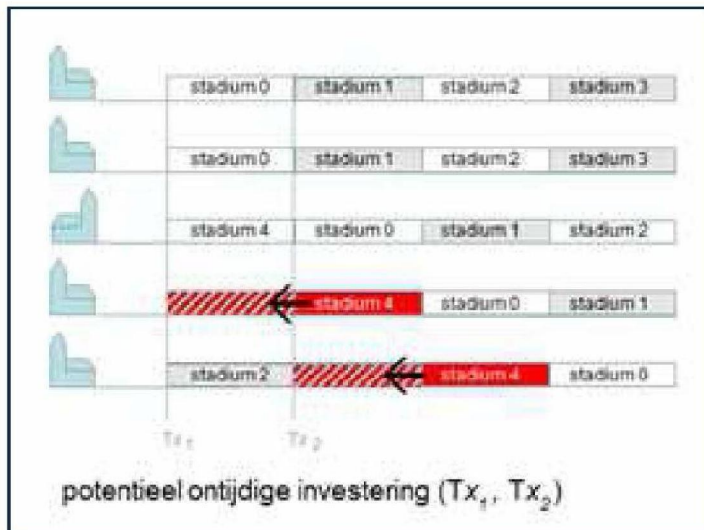 stadium 0 stadium 1 stadium 2 stadium 3
stadium 0 stadium 1 stadium 2 stadium 3
stadium 4 stadium 0 stadium 1 stadium 2
stadium 4 stadium 0 stadium 1
stadium 2 stadium 4 stadium 0
Tx₁ Tx₂
potentieel ontijdige investering (Tx₁, Tx₂)